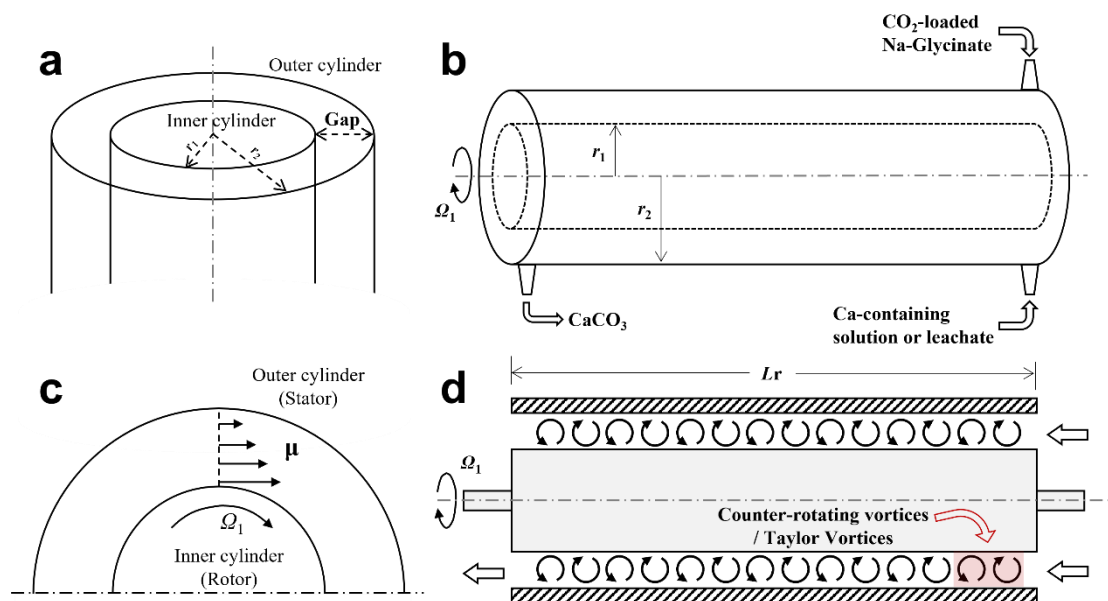 a
Outer cylinder
Inner cylinder
Gap
r₁
r₂
b
CO₂-loaded
Na-Glycinate
r₁
r₂
Ω₁
CaCO₃
Ca-containing
solution or leachate
c
Outer cylinder
(Stator)
μ
Ω₁
Inner cylinder
(Rotor)
d
Lr
Ω₁
Counter-rotating vortices
/ Taylor Vortices